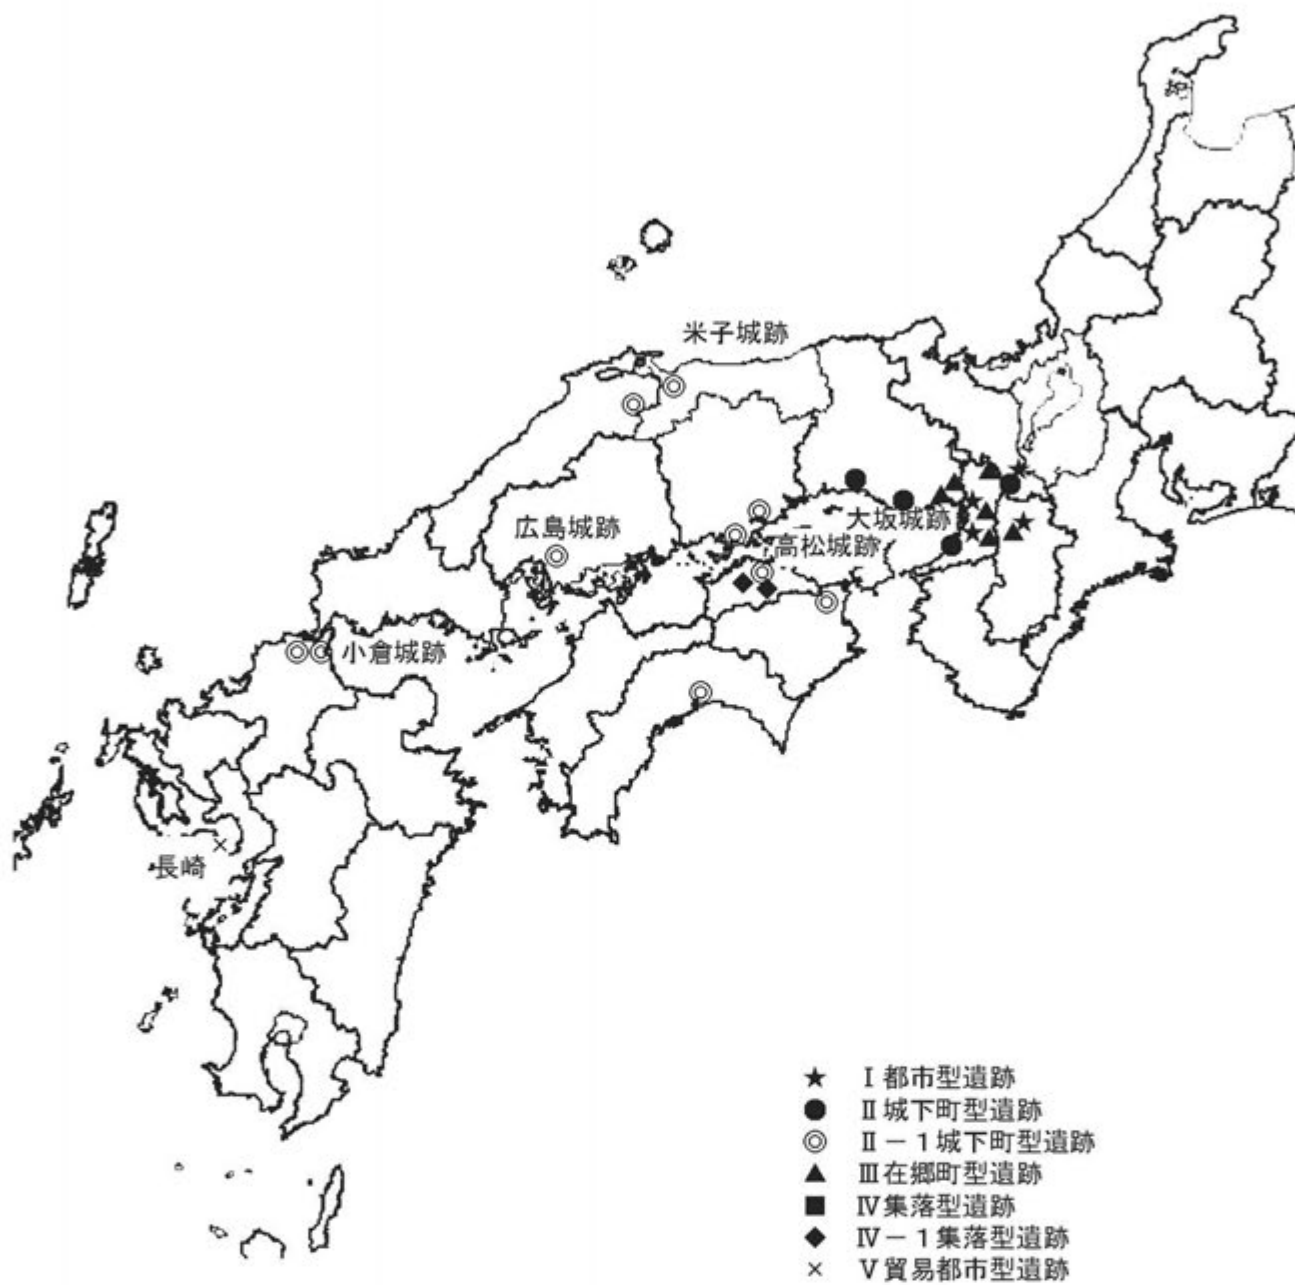 米子城跡
広島城跡
大坂城跡
高松城跡
小倉城跡
長崎
★ Ⅰ都市型遺跡
● Ⅱ城下町型遺跡
◎ Ⅱ－1城下町型遺跡
▲ Ⅲ在郷町型遺跡
■ Ⅳ集落型遺跡
◆ Ⅳ－1集落型遺跡
× Ⅴ貿易都市型遺跡